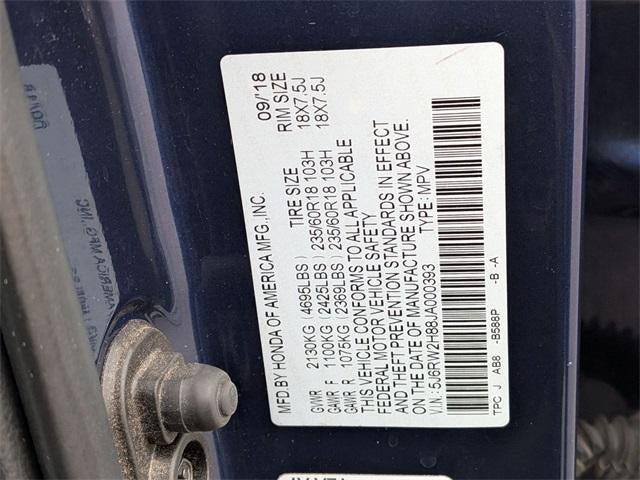 MFD.BY HONDA OF AMERICA MFG.,INC. 09/'18
TIRE SIZE RIM SIZE
GVWR 2130KG (4695LBS)
GAWR F 1100KG (2425LBS) 235/60R18 103H 18X7.5J
GAWR R 1075KG (2369LBS) 235/60R18 103H 18X7.5J
THIS VEHICLE CONFORMS TO ALL APPLICABLE
FEDERAL MOTOR VEHICLE SAFETY
AND THEFT PREVENTION STANDARDS IN EFFECT
ON THE DATE OF MANUFACTURE SHOWN ABOVE.
V.I.N.: 5J6RW2H88JA000393 TYPE: MPV
TPC J AB8 -B588P -B -A